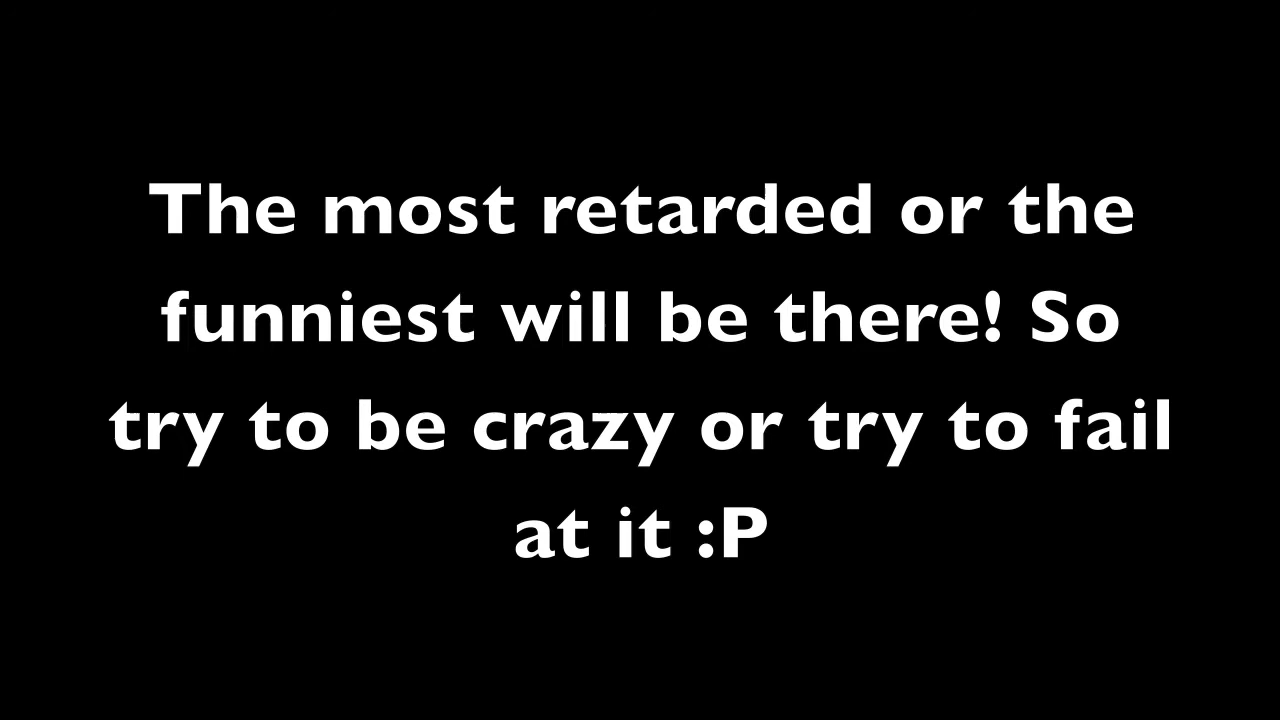 The most retarded or the
funniest will be there! So
try to be crazy or try to fail
at it :P